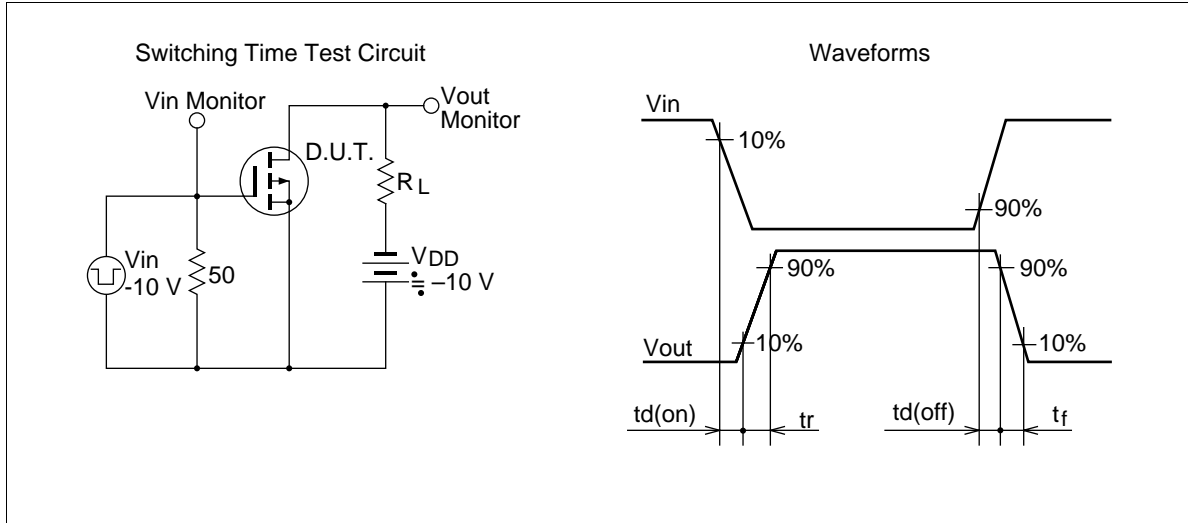 Switching Time Test Circuit
Vin Monitor
Vout
Monitor
D.U.T.
RL
Vin
-10 V
50
VDD
≒ –10 V
Waveforms
Vin
10%
90%
90%
90%
Vout
10%
10%
td(on)
tr
td(off)
tf